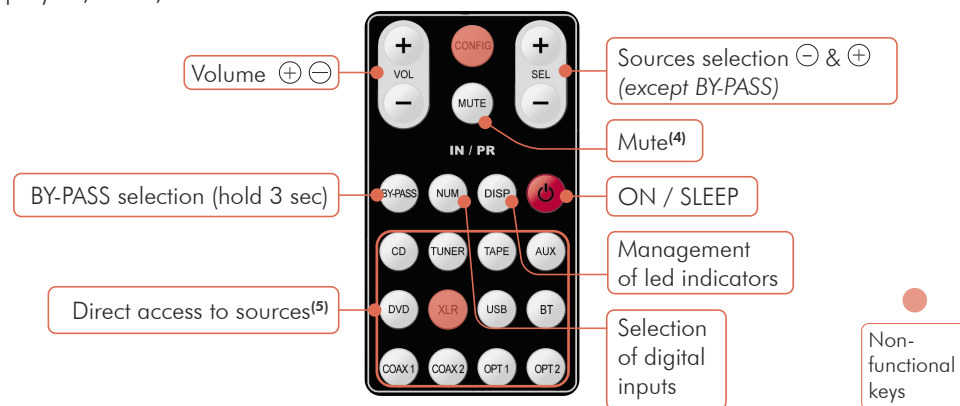 CONFIG
+ +
VOL SEL
− −
MUTE
IN / PR
BY-PASS NUM DISP
CD TUNER TAPE AUX
DVD XLR USB BT
COAX 1 COAX 2 OPT 1 OPT 2
Volume ⊕ ⊖
BY-PASS selection (hold 3 sec)
Direct access to sources(5)
Sources selection ⊖ & ⊕
(except BY-PASS)
Mute(4)
ON / SLEEP
Management
of led indicators
Selection
of digital
inputs
Non-
functional
keys